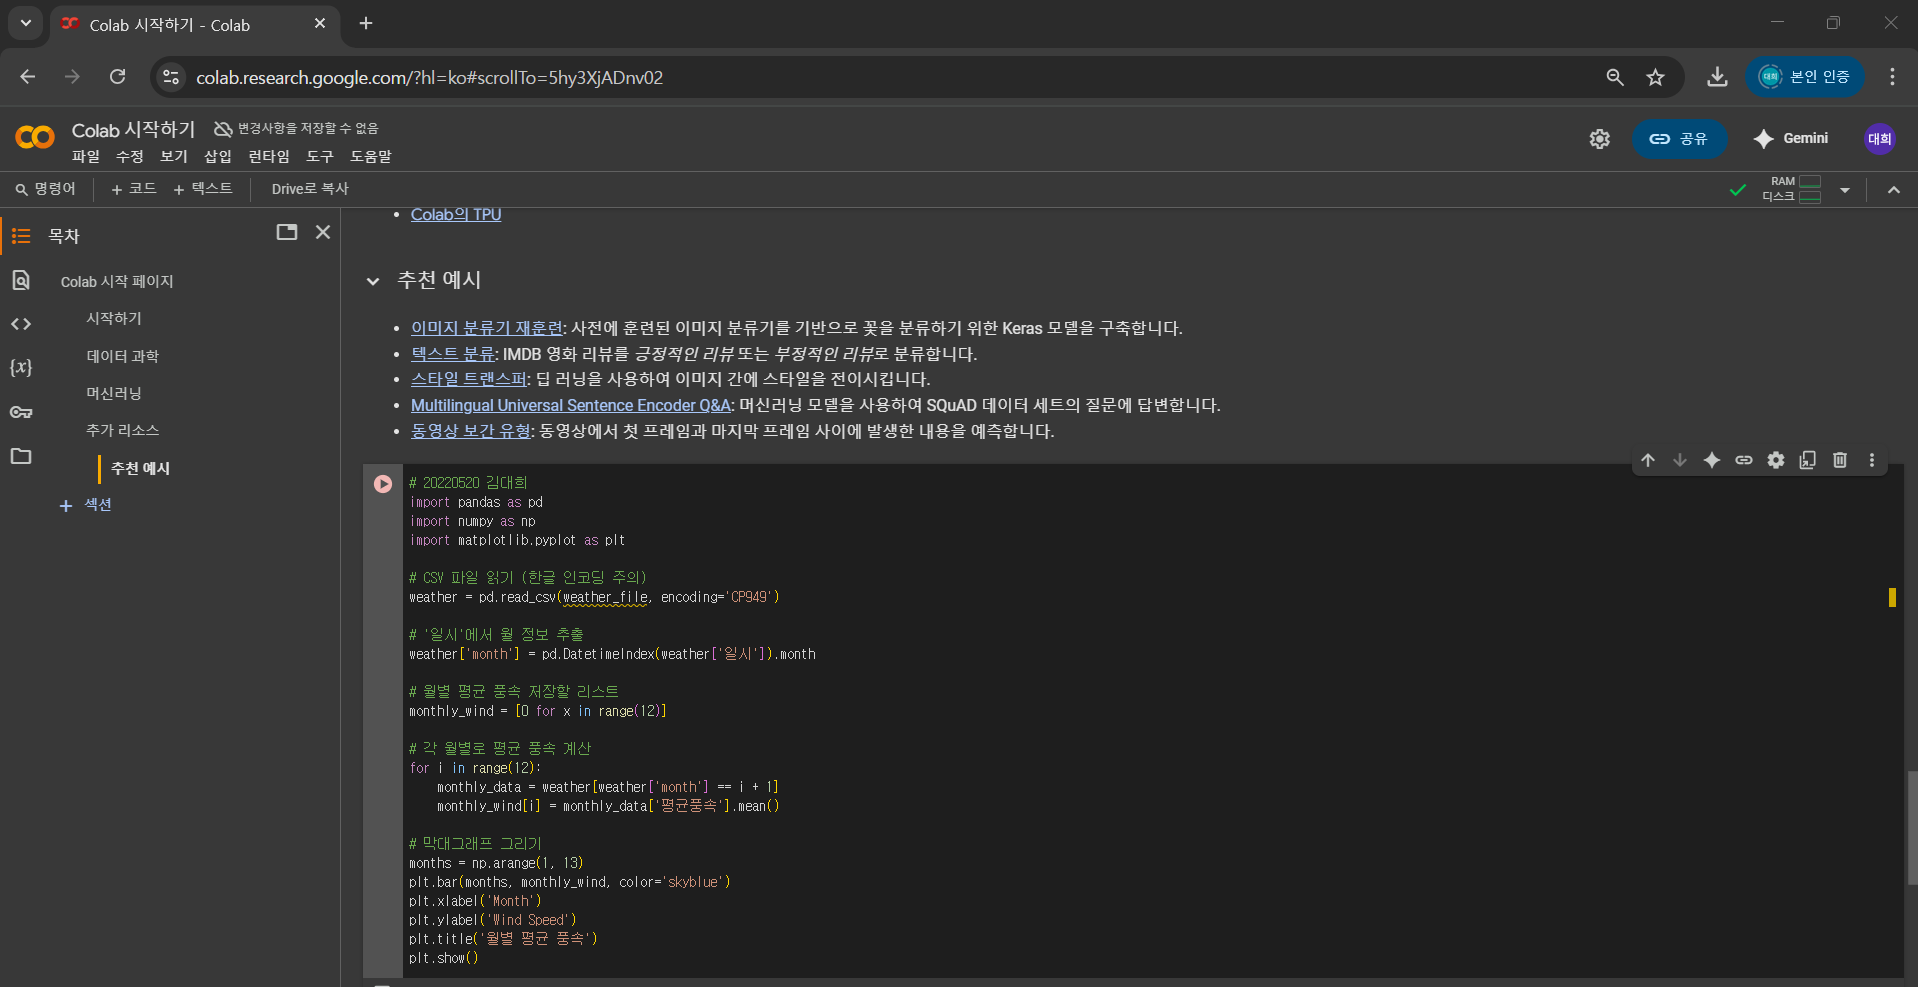 Colab 시작하기 - Colab
colab.research.google.com/?hl=ko#scrollTo=5hy3XjADnv02
대희 본인 인증
Colab 시작하기 변경사항을 저장할 수 없음
파일 수정 보기 삽입 런타임 도구 도움말
공유 Gemini 대희
명령어 + 코드 + 텍스트 Drive로 복사
RAM
디스크
목차
Colab 시작 페이지
시작하기
데이터 과학
머신러닝
추가 리소스
추천 예시
+ 섹션
• Colab의 TPU
추천 예시
• 이미지 분류기 재훈련: 사전에 훈련된 이미지 분류기를 기반으로 꽃을 분류하기 위한 Keras 모델을 구축합니다.
• 텍스트 분류: IMDB 영화 리뷰를 긍정적인 리뷰 또는 부정적인 리뷰로 분류합니다.
• 스타일 트랜스퍼: 딥 러닝을 사용하여 이미지 간에 스타일을 전이시킵니다.
• Multilingual Universal Sentence Encoder Q&A: 머신러닝 모델을 사용하여 SQuAD 데이터 세트의 질문에 답변합니다.
• 동영상 보간 유형: 동영상에서 첫 프레임과 마지막 프레임 사이에 발생한 내용을 예측합니다.
# 20220520 김대희
import pandas as pd
import numpy as np
import matplotlib.pyplot as plt
# CSV 파일 읽기 (한글 인코딩 주의)
weather = pd.read_csv(weather_file, encoding='CP949')
# '일시'에서 월 정보 추출
weather['month'] = pd.DatetimeIndex(weather['일시']).month
# 월별 평균 풍속 저장할 리스트
monthly_wind = [0 for x in range(12)]
# 각 월별로 평균 풍속 계산
for i in range(12):
    monthly_data = weather[weather['month'] == i + 1]
    monthly_wind[i] = monthly_data['평균풍속'].mean()
# 막대그래프 그리기
months = np.arange(1, 13)
plt.bar(months, monthly_wind, color='skyblue')
plt.xlabel('Month')
plt.ylabel('Wind Speed')
plt.title('월별 평균 풍속')
plt.show()